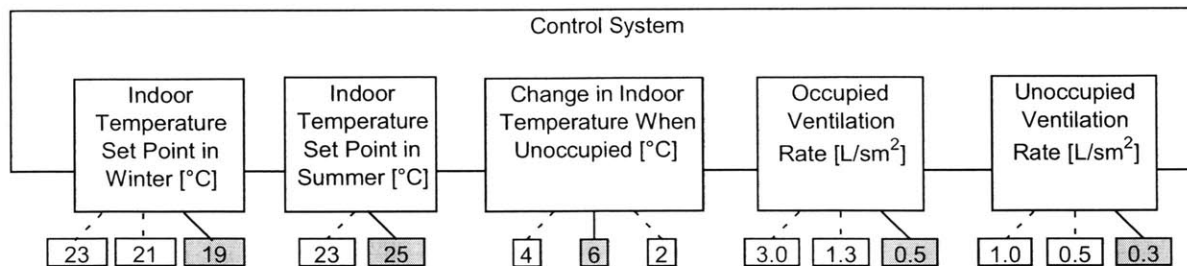 Control System
Indoor
Temperature
Set Point in
Winter [°C]
Indoor
Temperature
Set Point in
Summer [°C]
Change in Indoor
Temperature When
Unoccupied [°C]
Occupied
Ventilation
Rate [L/sm²]
Unoccupied
Ventilation
Rate [L/sm²]
23 21 19 23 25 4 6 2 3.0 1.3 0.5 1.0 0.5 0.3